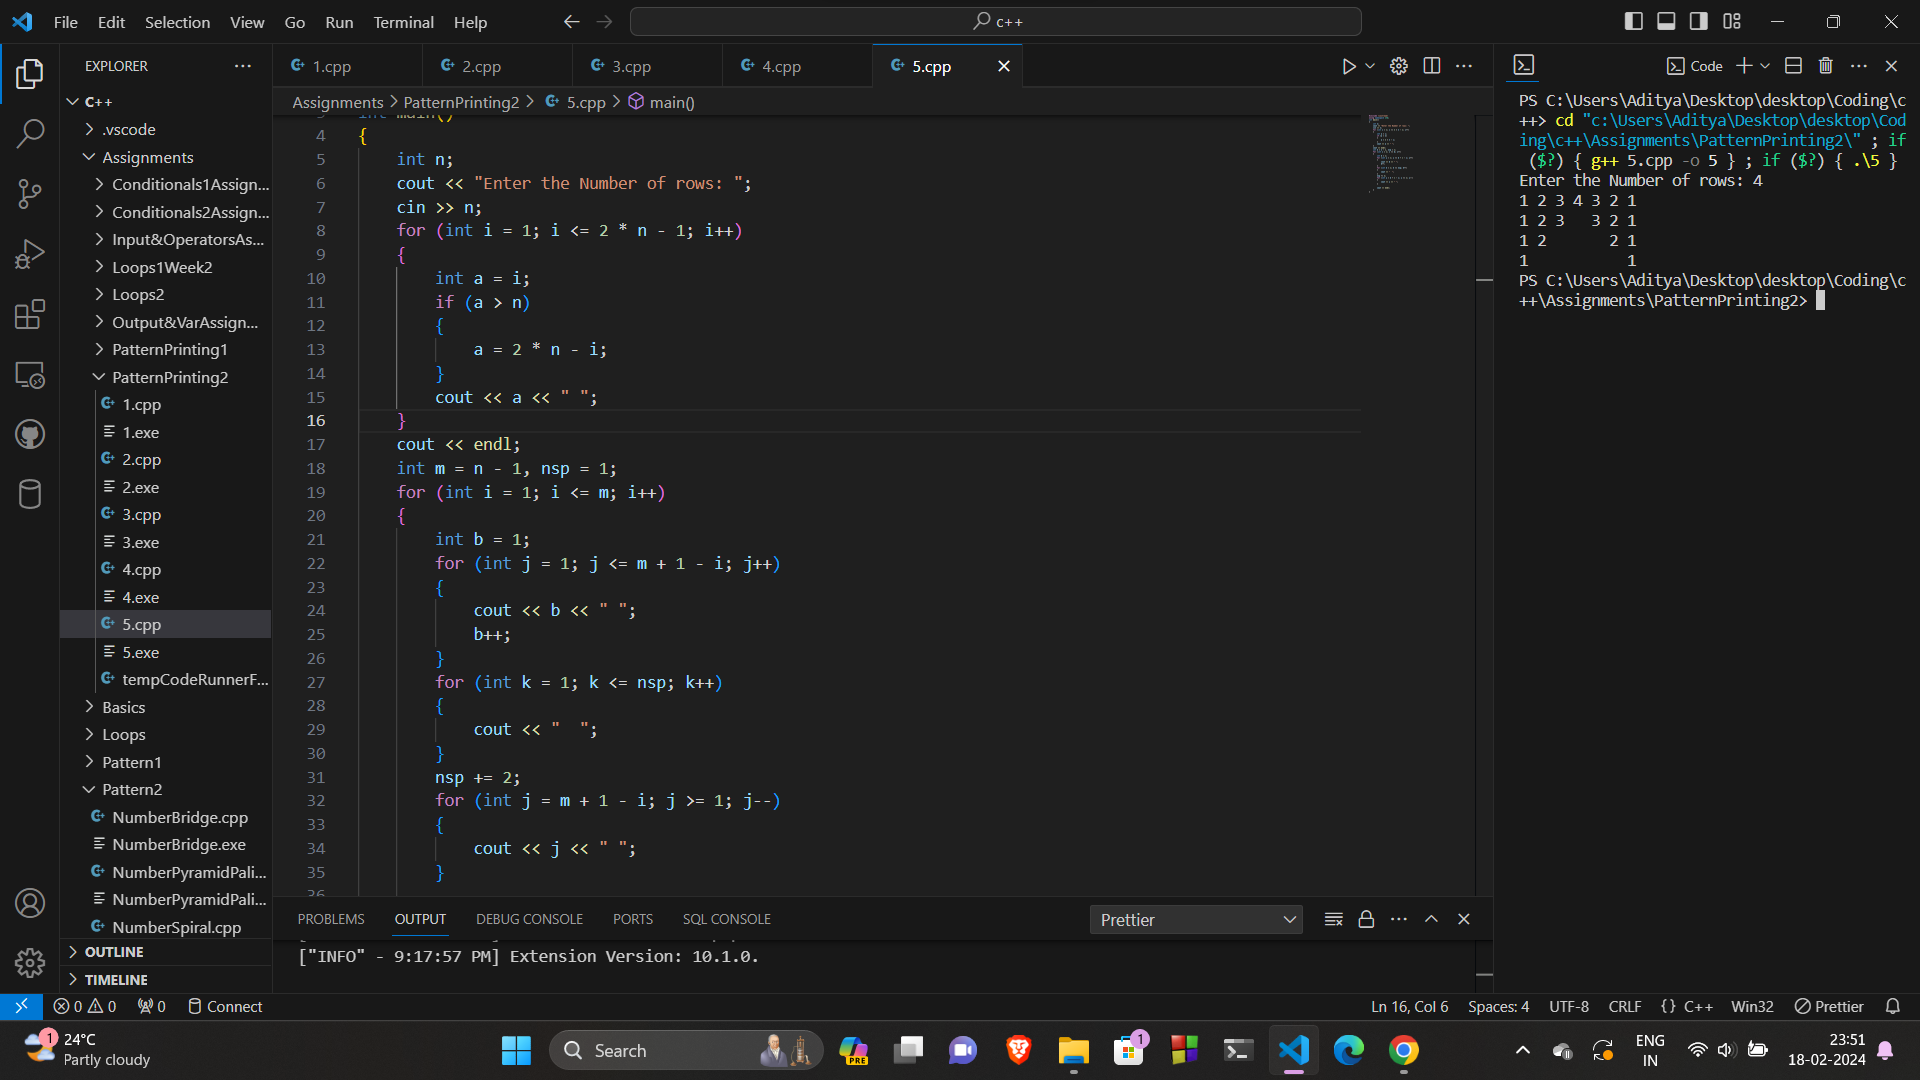 File Edit Selection View Go Run Terminal Help
c++
EXPLORER
C++
.vscode
Assignments
Conditionals1Assign...
Conditionals2Assign...
Input&OperatorsAs...
Loops1Week2
Loops2
Output&VarAssign...
PatternPrinting1
PatternPrinting2
1.cpp
1.exe
2.cpp
2.exe
3.cpp
3.exe
4.cpp
4.exe
5.cpp
5.exe
tempCodeRunnerF...
Basics
Loops
Pattern1
Pattern2
NumberBridge.cpp
NumberBridge.exe
NumberPyramidPali...
NumberPyramidPali...
NumberSpiral.cpp
OUTLINE
TIMELINE
1.cpp 2.cpp 3.cpp 4.cpp 5.cpp
Assignments > PatternPrinting2 > 5.cpp > main()
3 int main()
4 {
5 int n;
6 cout << "Enter the Number of rows: ";
7 cin >> n;
8 for (int i = 1; i <= 2 * n - 1; i++)
9 {
10 int a = i;
11 if (a > n)
12 {
13 a = 2 * n - i;
14 }
15 cout << a << " ";
16 }
17 cout << endl;
18 int m = n - 1, nsp = 1;
19 for (int i = 1; i <= m; i++)
20 {
21 int b = 1;
22 for (int j = 1; j <= m + 1 - i; j++)
23 {
24 cout << b << " ";
25 b++;
26 }
27 for (int k = 1; k <= nsp; k++)
28 {
29 cout << "  ";
30 }
31 nsp += 2;
32 for (int j = m + 1 - i; j >= 1; j--)
33 {
34 cout << j << " ";
35 }
36
PROBLEMS OUTPUT DEBUG CONSOLE PORTS SQL CONSOLE
Prettier
["INFO" - 9:17:57 PM] Extension Version: 10.1.0.
Code
PS C:\Users\Aditya\Desktop\desktop\Coding\c
++> cd "c:\Users\Aditya\Desktop\desktop\Cod
ing\c++\Assignments\PatternPrinting2\" ; if
($?) { g++ 5.cpp -o 5 } ; if ($?) { .\5 }
Enter the Number of rows: 4
1 2 3 4 3 2 1
1 2 3   3 2 1
1 2       2 1
1           1
PS C:\Users\Aditya\Desktop\desktop\Coding\c
++\Assignments\PatternPrinting2>
0 0 0 Connect
Ln 16, Col 6 Spaces: 4 UTF-8 CRLF {} C++ Win32 Prettier
1
24°C
Partly cloudy
Search
PRE
1
ENG
IN
23:51
18-02-2024